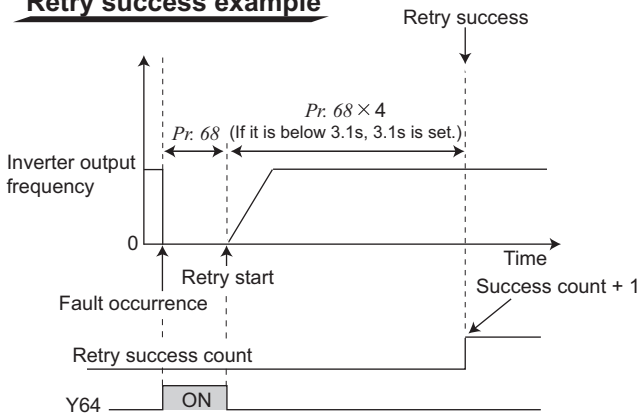 Retry success example
Retry success
Pr. 68 × 4
Pr. 68 (If it is below 3.1s, 3.1s is set.)
Inverter output
frequency
0
Time
Retry start
Success count + 1
Fault occurrence
Retry success count
Y64 ON